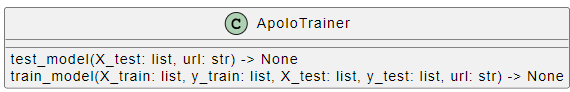 C ApoloTrainer
test_model(X_test: list, url: str) -> None
train_model(X_train: list, y_train: list, X_test: list, y_test: list, url: str) -> None